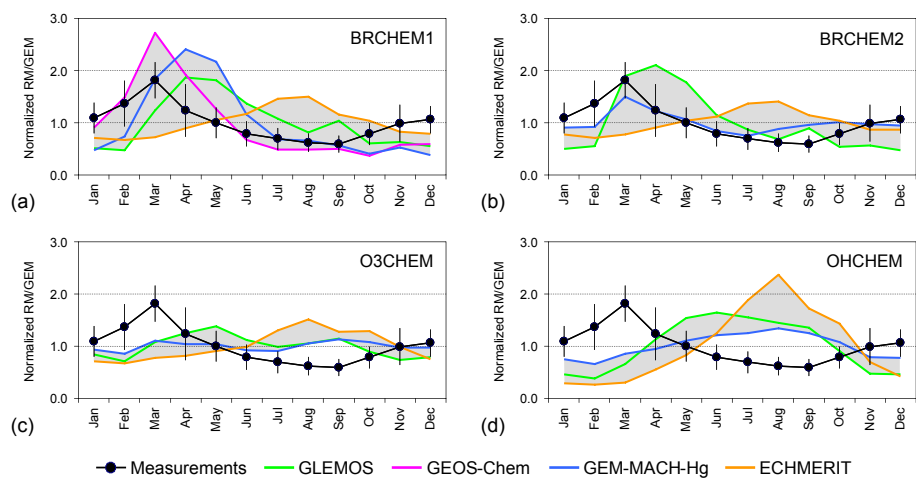 3.0
BRCHEM1
2.0
1.0
0.0
Normalized RM/GEM
Jan Feb Mar Apr May Jun Jul Aug Sep Oct Nov Dec
(a)
3.0
BRCHEM2
2.0
1.0
0.0
Normalized RM/GEM
Jan Feb Mar Apr May Jun Jul Aug Sep Oct Nov Dec
(b)
3.0
O3CHEM
2.0
1.0
0.0
Normalized RM/GEM
Jan Feb Mar Apr May Jun Jul Aug Sep Oct Nov Dec
(c)
3.0
OHCHEM
2.0
1.0
0.0
Normalized RM/GEM
Jan Feb Mar Apr May Jun Jul Aug Sep Oct Nov Dec
(d)
Measurements GLEMOS GEOS-Chem GEM-MACH-Hg ECHMERIT